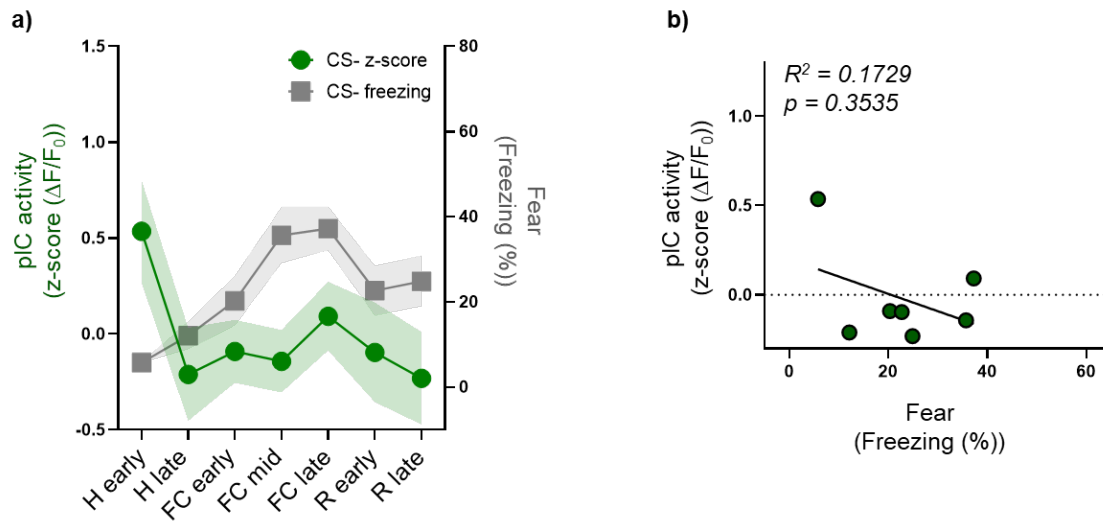 a)
1.5
1.0
0.5
0.0
-0.5
pIC activity
(z-score (ΔF/F₀))
CS- z-score
CS- freezing
80
60
40
20
0
Fear
(Freezing (%))
H early
H late
FC early
FC mid
FC late
R early
R late
b)
R² = 0.1729
p = 0.3535
1.0
0.5
0.0
pIC activity
(z-score (ΔF/F₀))
0
20
40
60
Fear
(Freezing (%))